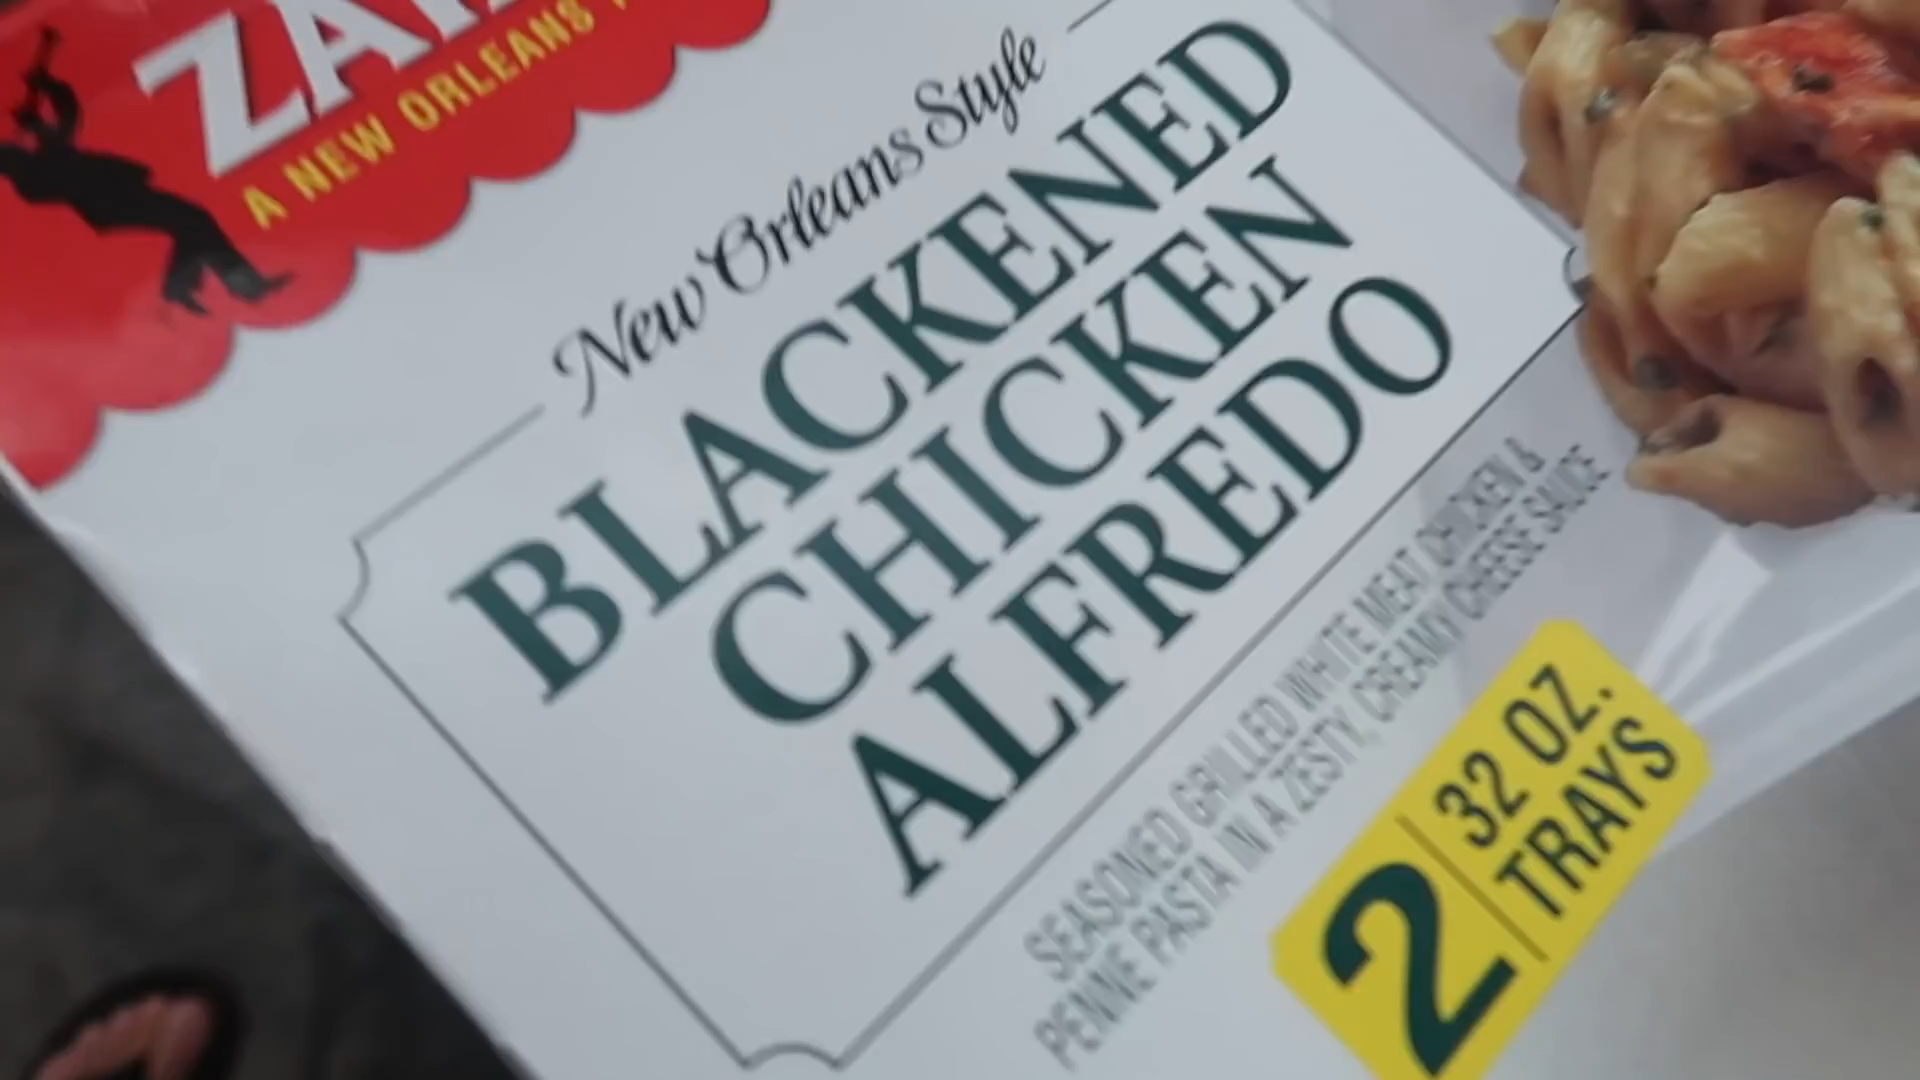 ZA
A NEW ORLEANS
New Orleans Style
BLACKENED
CHICKEN
ALFREDO
SEASONED GRILLED WHITE MEAT CHICKEN &
PENNE PASTA IN A ZESTY, CREAMY CHEESE SAUCE
2
32 OZ.
TRAYS